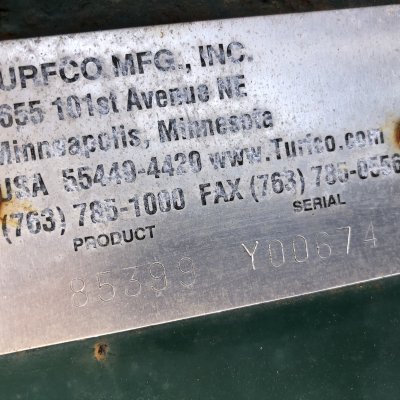 URFCO MFG., INC.
655 101st Avenue NE
Minneapolis, Minnesota
USA 55449-4420 www.Turfco.com
(763) 785-1000 FAX (763) 785-0556
PRODUCT SERIAL
85399 Y00674